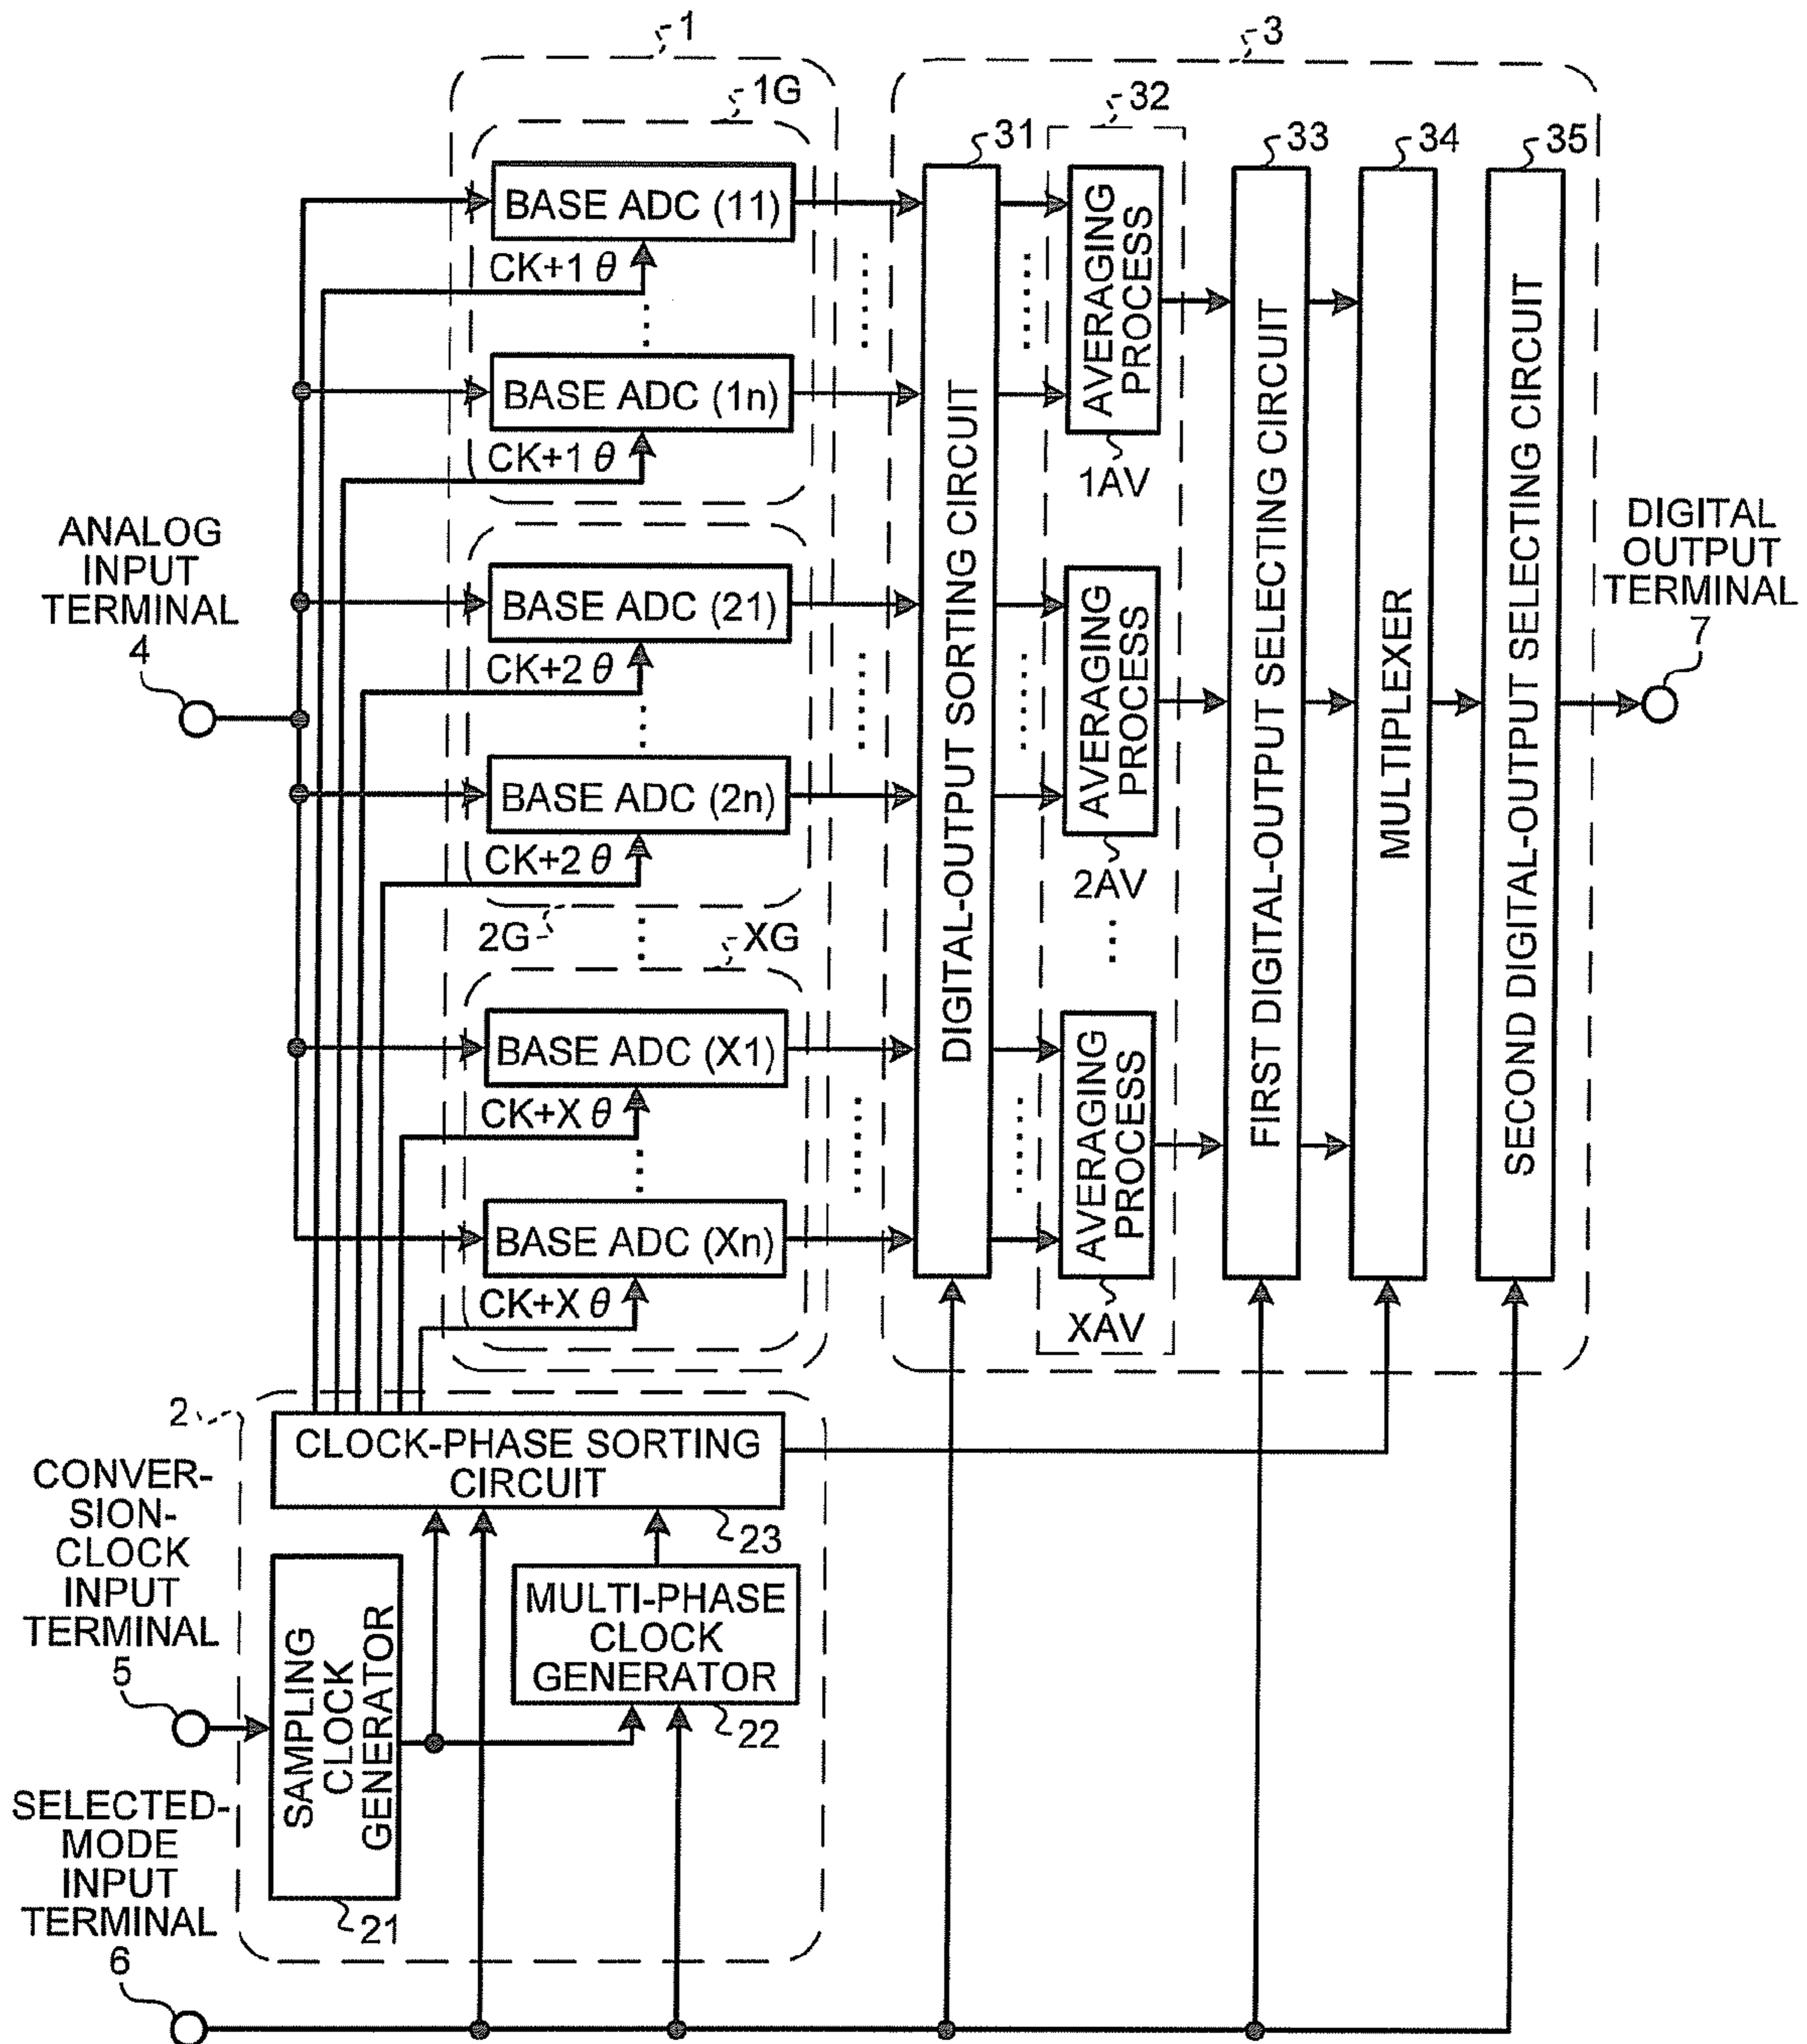 1
3
1G
32
31
33
34
35
BASE ADC (11)
CK+1 θ
BASE ADC (1n)
CK+1 θ
AVERAGING
PROCESS
1AV
ANALOG
INPUT
TERMINAL
4
BASE ADC (21)
CK+2 θ
BASE ADC (2n)
CK+2 θ
2G
AVERAGING
PROCESS
2AV
XG
BASE ADC (X1)
CK+X θ
BASE ADC (Xn)
CK+X θ
AVERAGING
PROCESS
XAV
DIGITAL-OUTPUT SORTING CIRCUIT
FIRST DIGITAL-OUTPUT SELECTING CIRCUIT
MULTIPLEXER
SECOND DIGITAL-OUTPUT SELECTING CIRCUIT
DIGITAL
OUTPUT
TERMINAL
7
2
CLOCK-PHASE SORTING
CIRCUIT
23
CONVER-
SION-
CLOCK
INPUT
TERMINAL
5
SAMPLING
CLOCK
GENERATOR
21
MULTI-PHASE
CLOCK
GENERATOR
22
SELECTED-
MODE
INPUT
TERMINAL
6